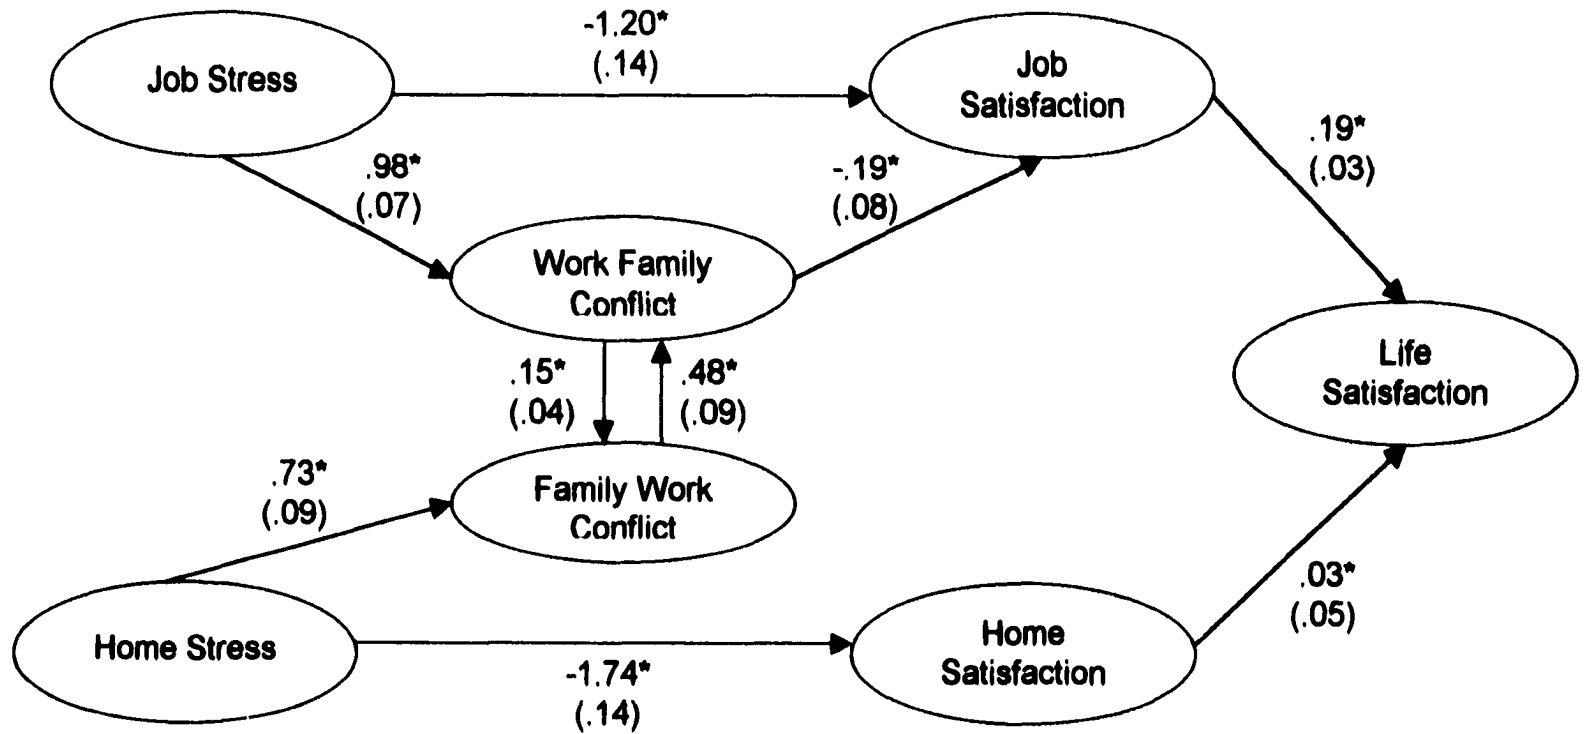 -1.20*
(.14)
Job Stress
Job
Satisfaction
.98*
(.07)
-.19*
(.08)
.19*
(.03)
Work Family
Conflict
.15*
(.04)
.48*
(.09)
Life
Satisfaction
.73*
(.09)
Family Work
Conflict
Home Stress
-1.74*
(.14)
Home
Satisfaction
.03*
(.05)